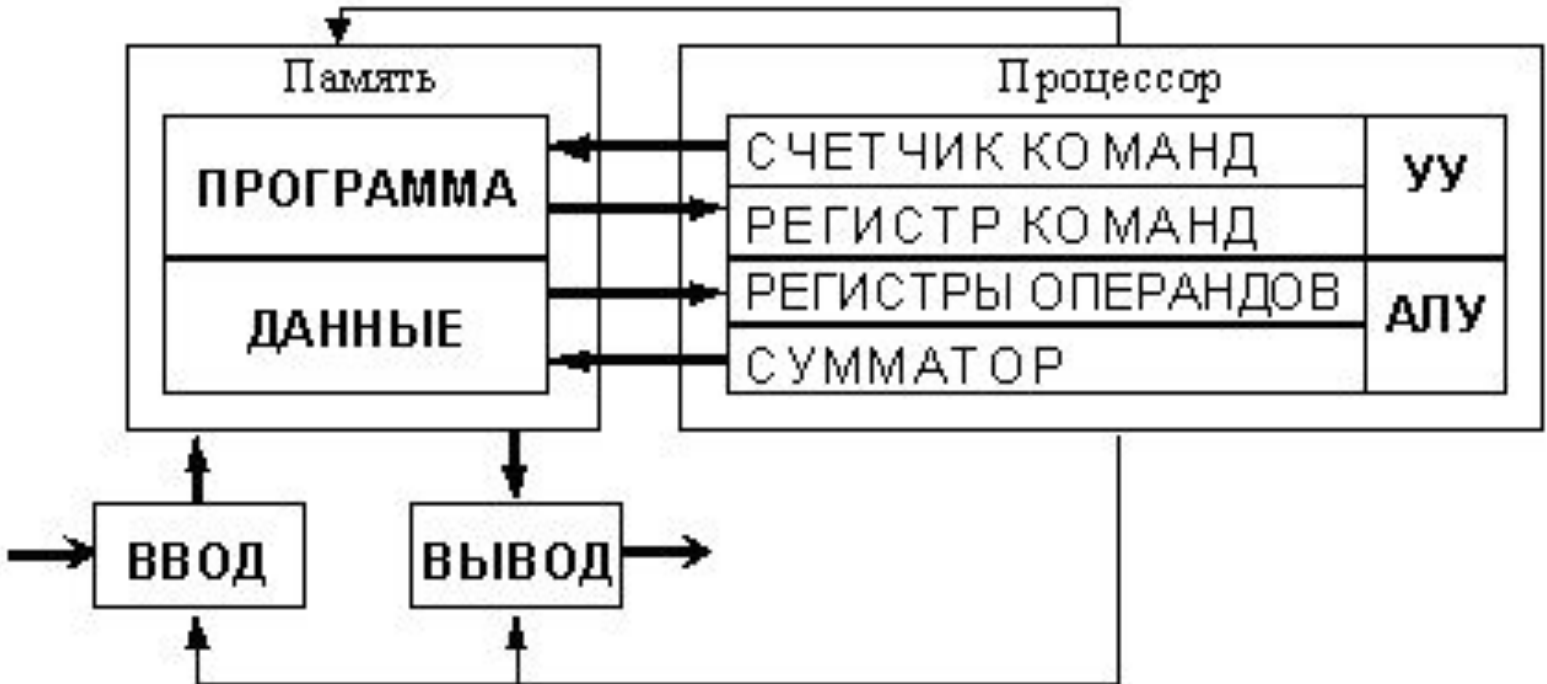 Память
ПРОГРАММА
ДАННЫЕ
Процессор
СЧЕТЧИК КОМАНД
РЕГИСТР КОМАНД
УУ
РЕГИСТРЫ ОПЕРАНДОВ
СУММАТОР
АЛУ
ВВОД
ВЫВОД